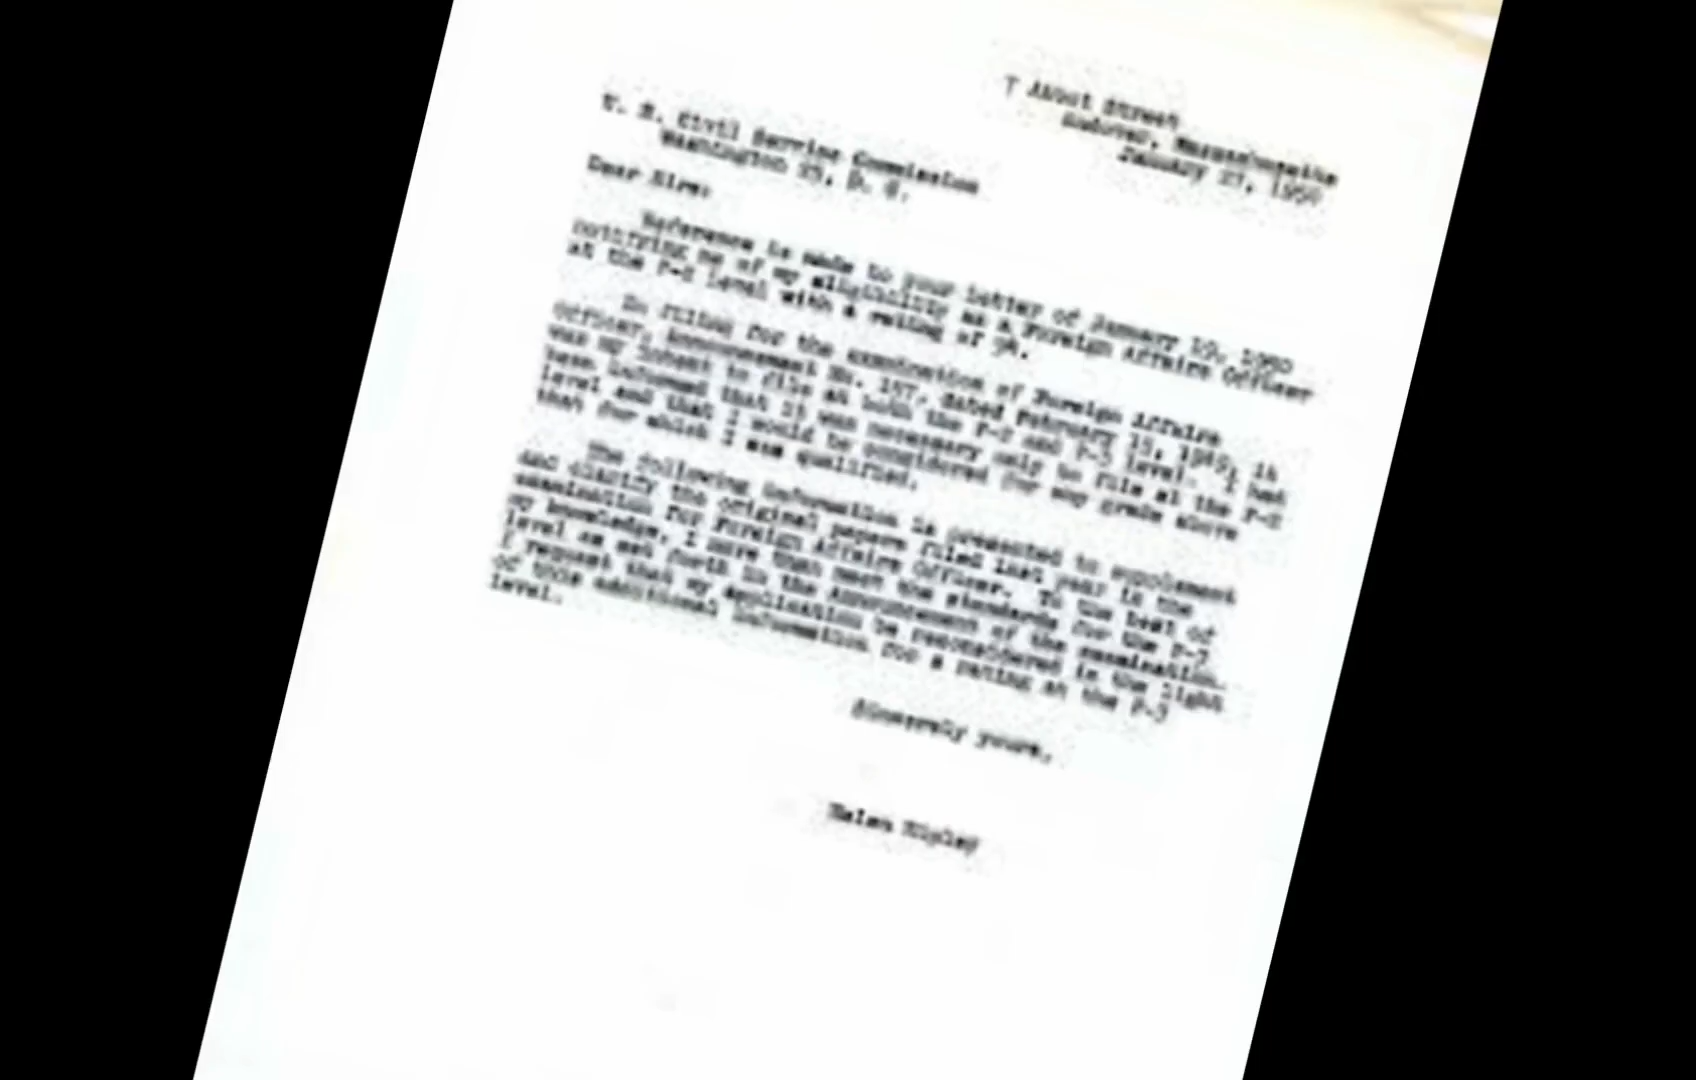 7 Abbot Street
Andover, Massachusetts
January 27, 1950
U. S. Civil Service Commission
Washington 25, D. C.
Dear Sirs:
Reference is made to your letter of January 19, 1950
notifying me of my eligibility as a Foreign Affairs Officer
at the P-2 level with a rating of
In filing for the examination of Foreign Affairs
Officer, Announcement No. 157, dated February 15, it
was my intent to file at both the P-2 and P-3 level. I had
been informed that it was necessary only to file at the P-2
level and that I would be considered for any grade above
that for which I was qualified.
The following information is presented to supplement
and clarify the original papers filed last year in the
examination for Foreign Affairs Officer. To the best of
my knowledge, I more than meet the standards for the P-3
level as set forth in the Announcement of the examination.
I request that my application be reconsidered in the light
of this additional information for a rating at the P-3
level.
Sincerely yours,
Helen